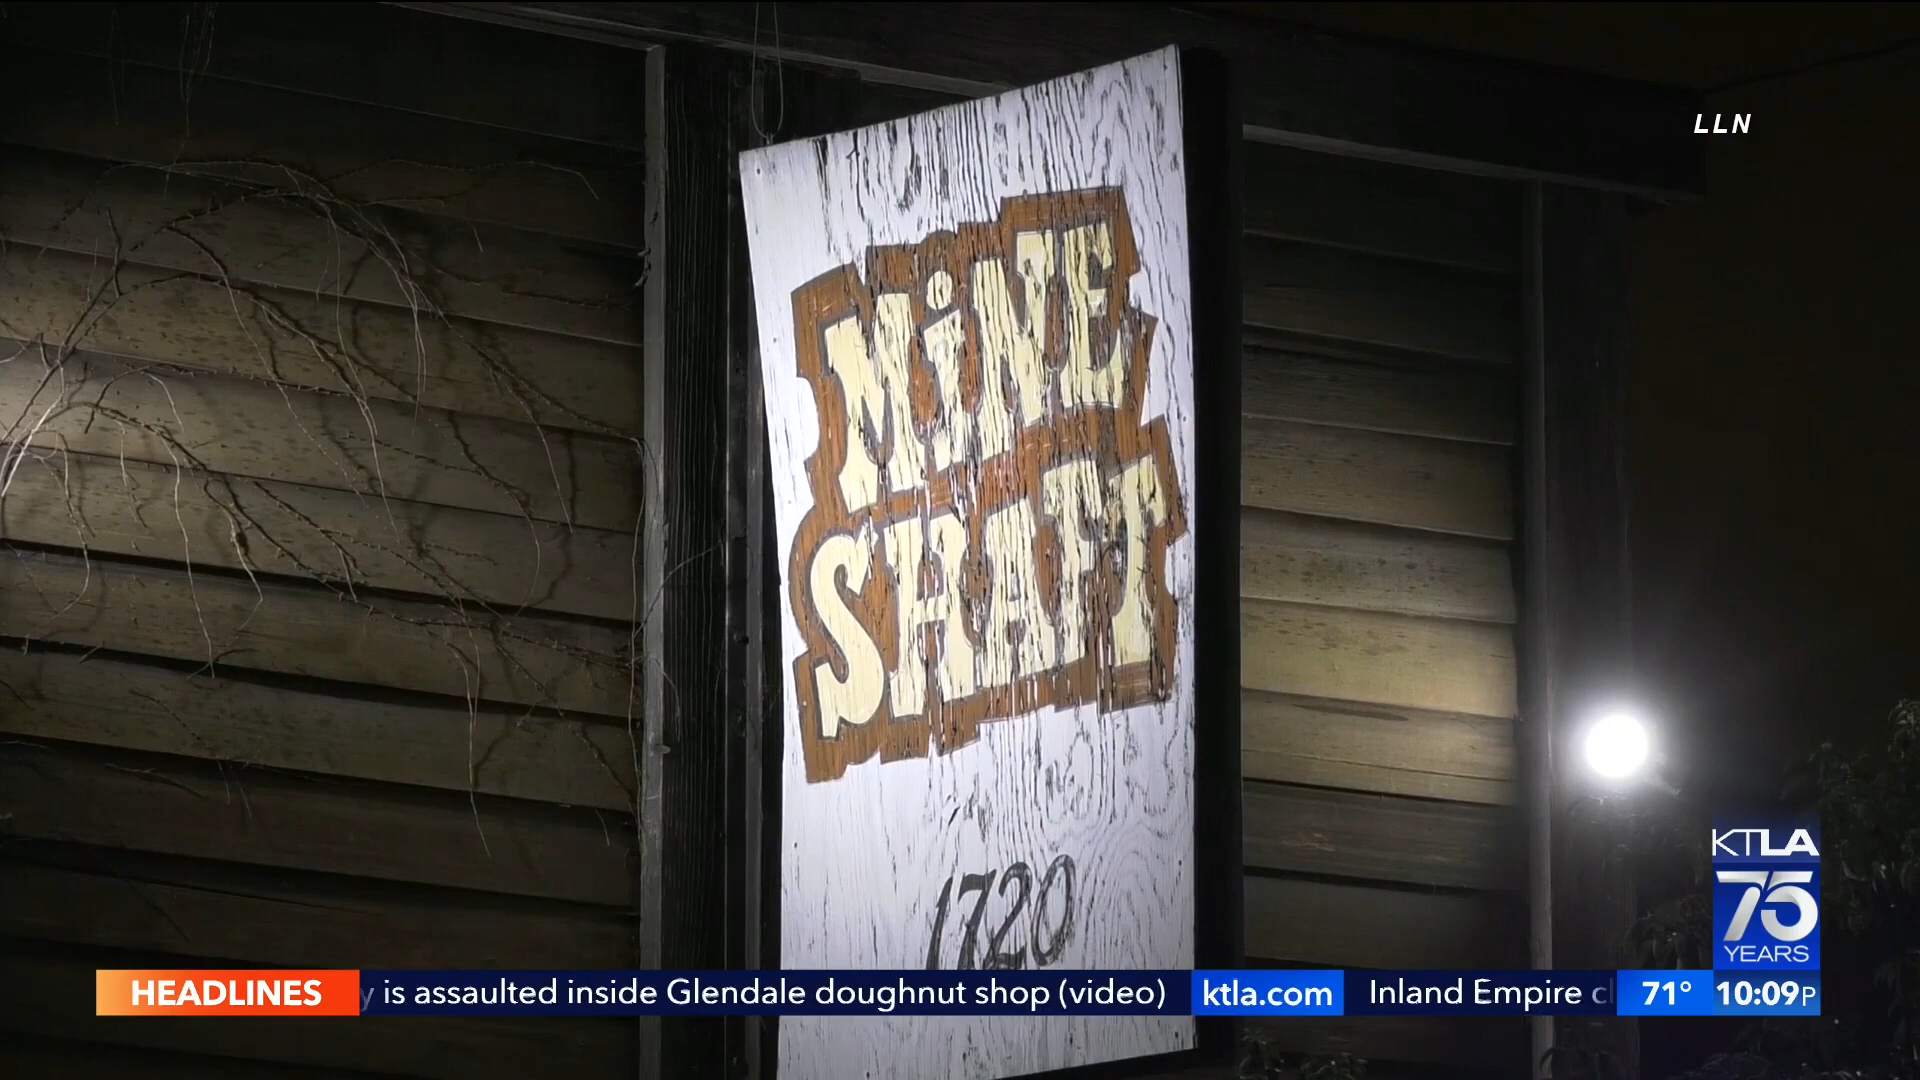 LLN
MiNE
SHAFT
1720
KTLA
75
YEARS
HEADLINES is assaulted inside Glendale doughnut shop (video) ktla.com Inland Empire 71° 10:09P